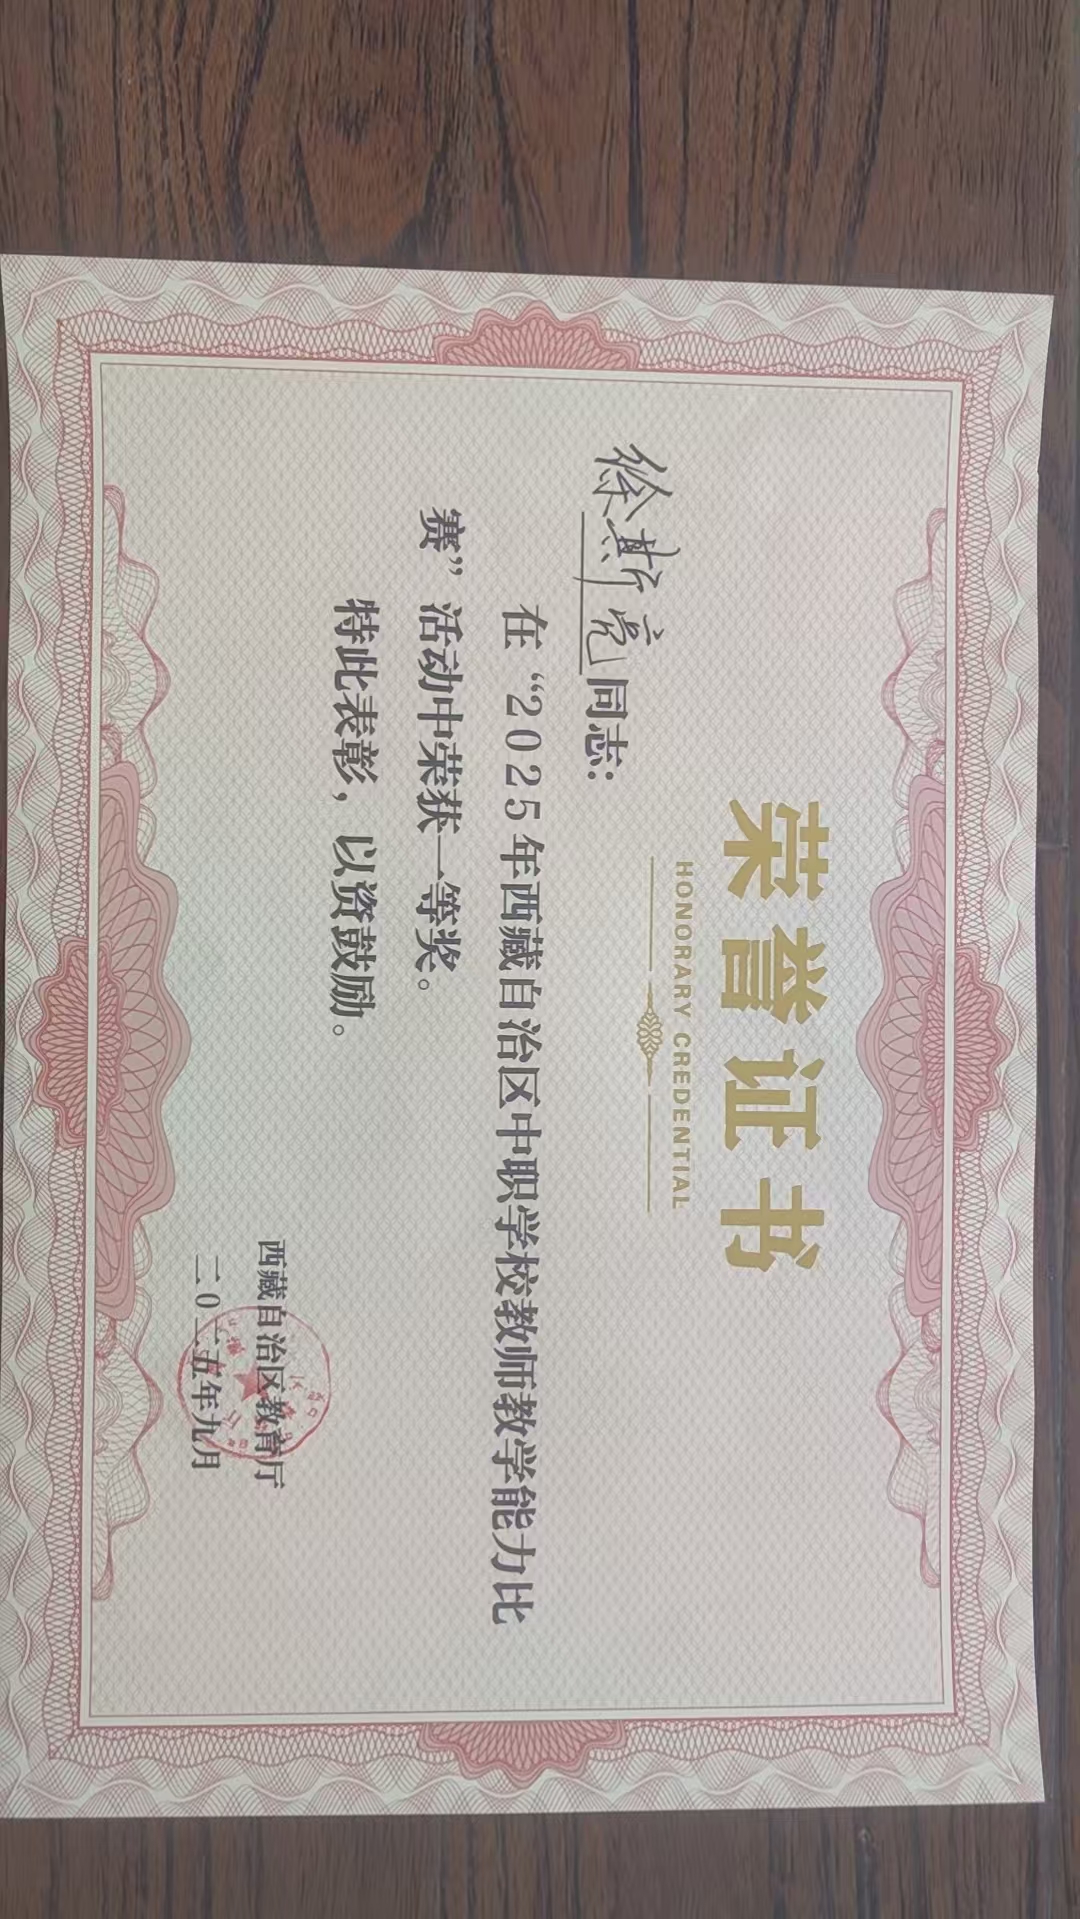 荣誉证书
HONORARY CREDENTIAL
徐斯亮同志：
在“2025年西藏自治区中职学校教师教学能力比
赛”活动中荣获一等奖。
特此表彰，以资鼓励。
西藏自治区教育厅
二〇二五年九月